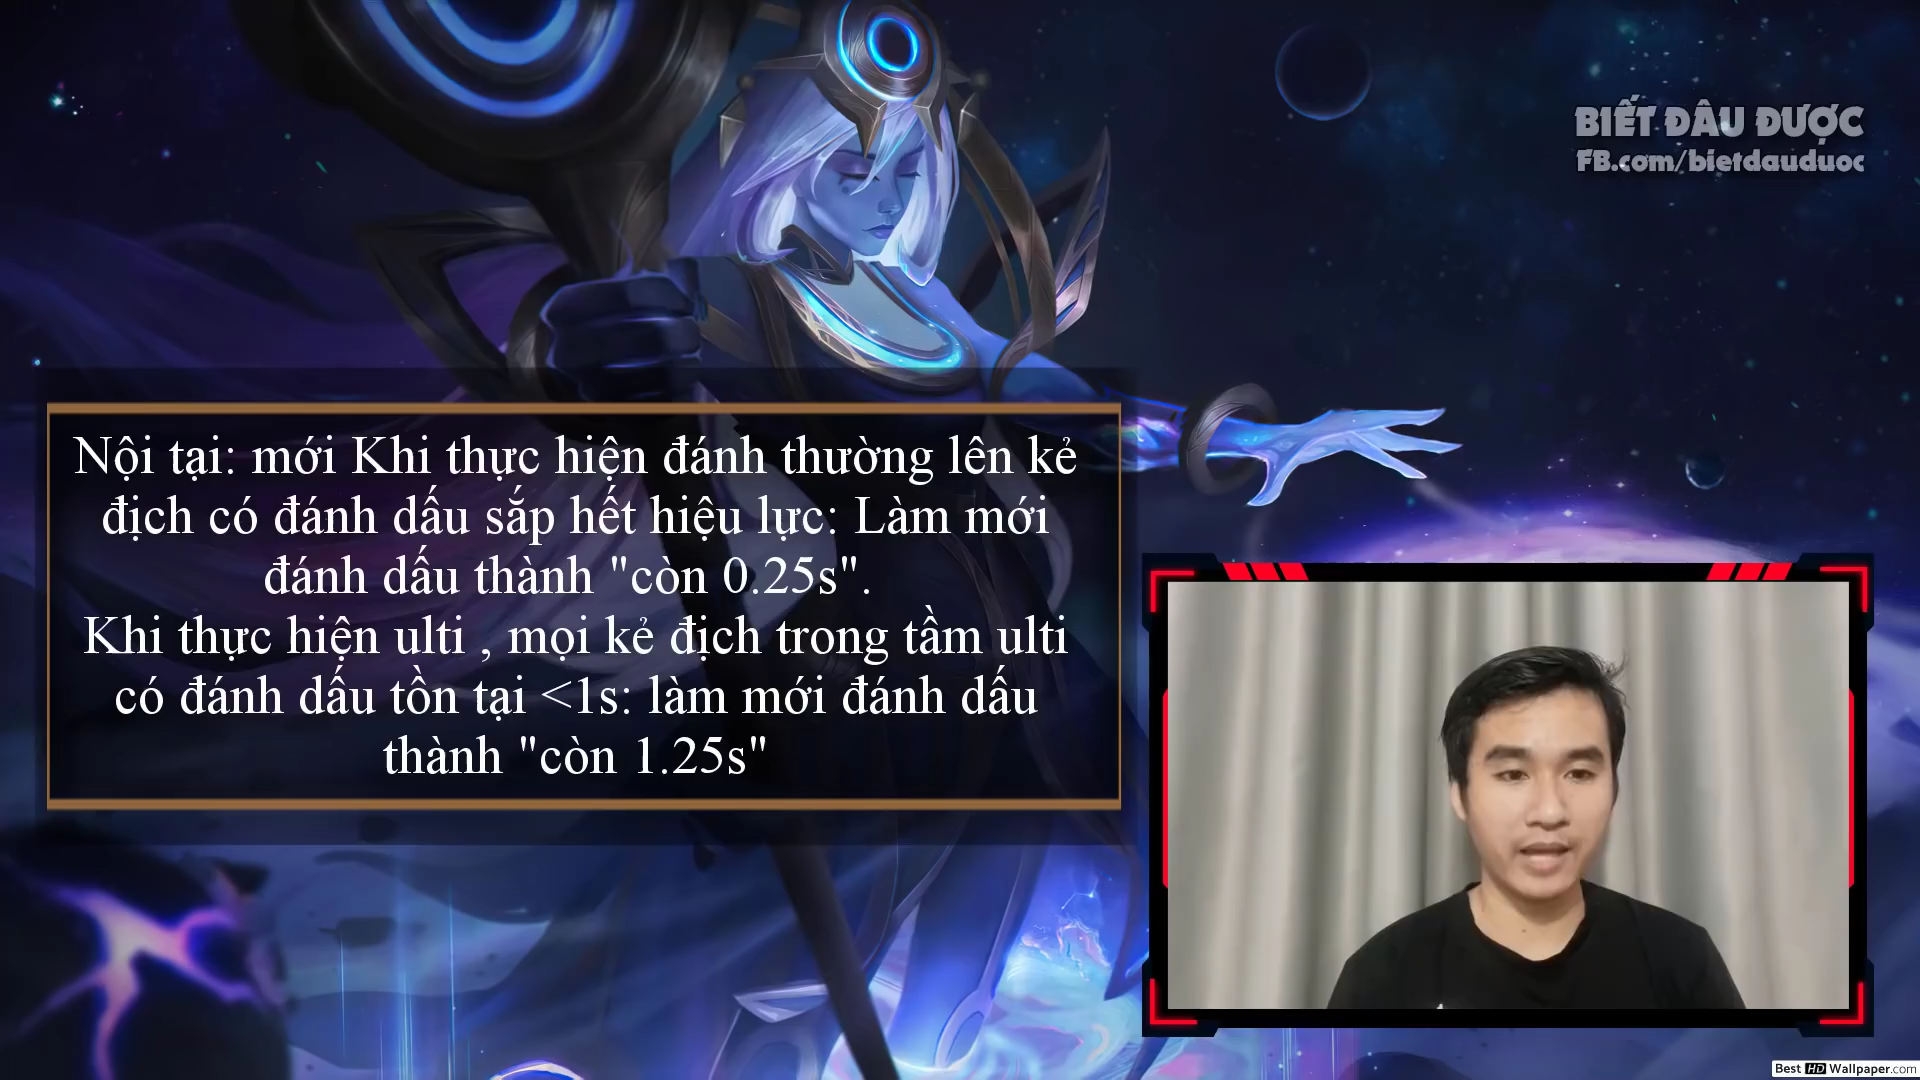 BIẾT ĐÂU ĐƯỢC
FB.com/bietdauduoc
Nội tại: mới Khi thực hiện đánh thường lên kẻ
địch có đánh dấu sắp hết hiệu lực: Làm mới
đánh dấu thành "còn 0.25s".
Khi thực hiện ulti , mọi kẻ địch trong tầm ulti
có đánh dấu tồn tại <1s: làm mới đánh dấu
thành "còn 1.25s"
Best HD Wallpaper.com